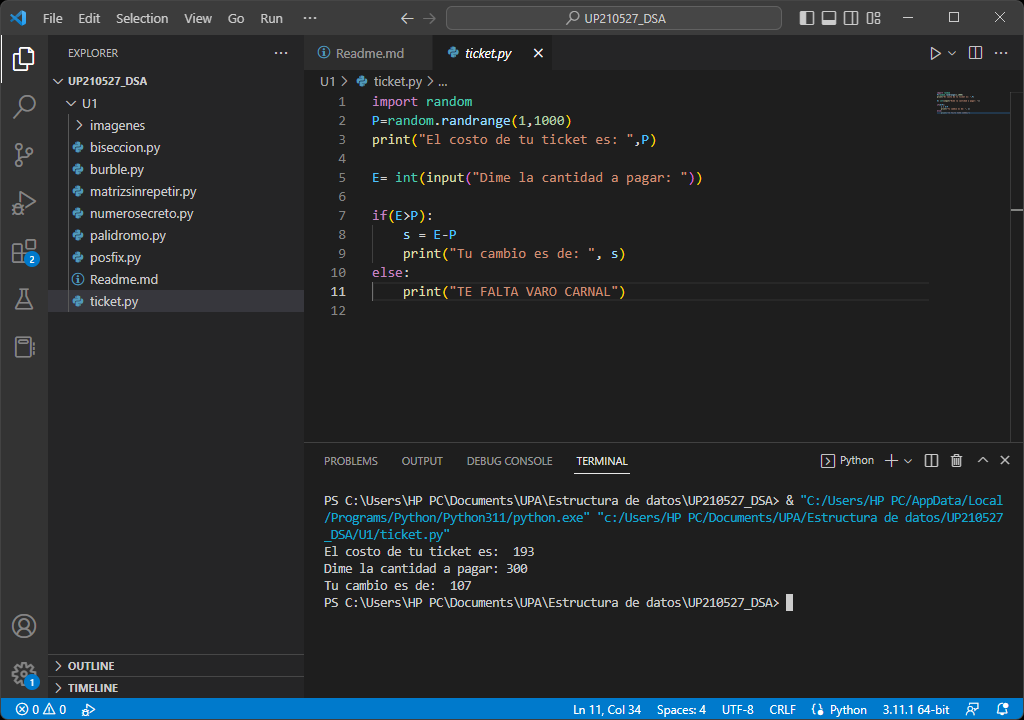 File Edit Selection View Go Run ···
UP210527_DSA
EXPLORER
UP210527_DSA
U1
imagenes
biseccion.py
burble.py
matrizsinrepetir.py
numerosecreto.py
palidromo.py
posfix.py
Readme.md
ticket.py
2
1
OUTLINE
TIMELINE
Readme.md ticket.py
U1 > ticket.py > ...
1 import random
2 P=random.randrange(1,1000)
3 print("El costo de tu ticket es: ",P)
4
5 E= int(input("Dime la cantidad a pagar: "))
6
7 if(E>P):
8 s = E-P
9 print("Tu cambio es de: ", s)
10 else:
11 print("TE FALTA VARO CARNAL")
12
PROBLEMS OUTPUT DEBUG CONSOLE TERMINAL
Python
PS C:\Users\HP PC\Documents\UPA\Estructura de datos\UP210527_DSA> & "C:/Users/HP PC/AppData/Local
/Programs/Python/Python311/python.exe" "c:/Users/HP PC/Documents/UPA/Estructura de datos/UP210527
_DSA/U1/ticket.py"
El costo de tu ticket es:  193
Dime la cantidad a pagar: 300
Tu cambio es de:  107
PS C:\Users\HP PC\Documents\UPA\Estructura de datos\UP210527_DSA>
0 0 Ln 11, Col 34 Spaces: 4 UTF-8 CRLF Python 3.11.1 64-bit